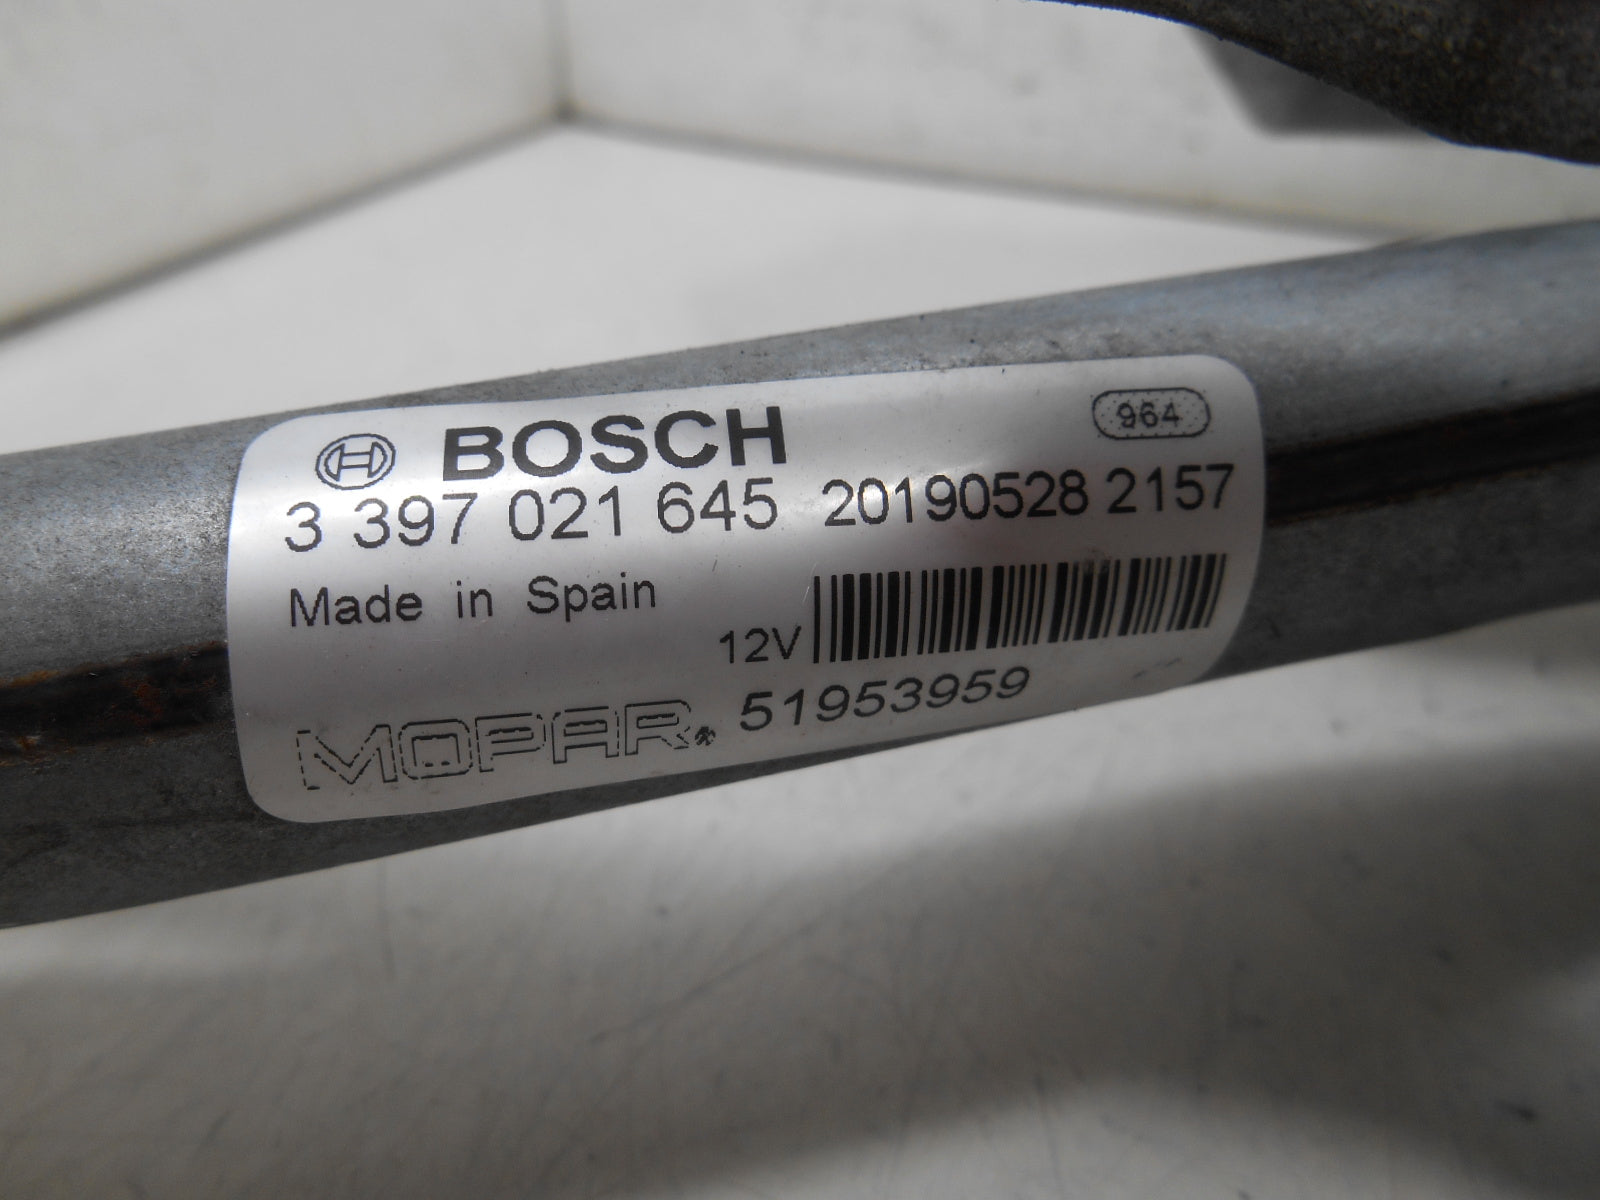 BOSCH 964
3 397 021 645 20190528 2157
Made in Spain
12V
MOPAR. 51953959